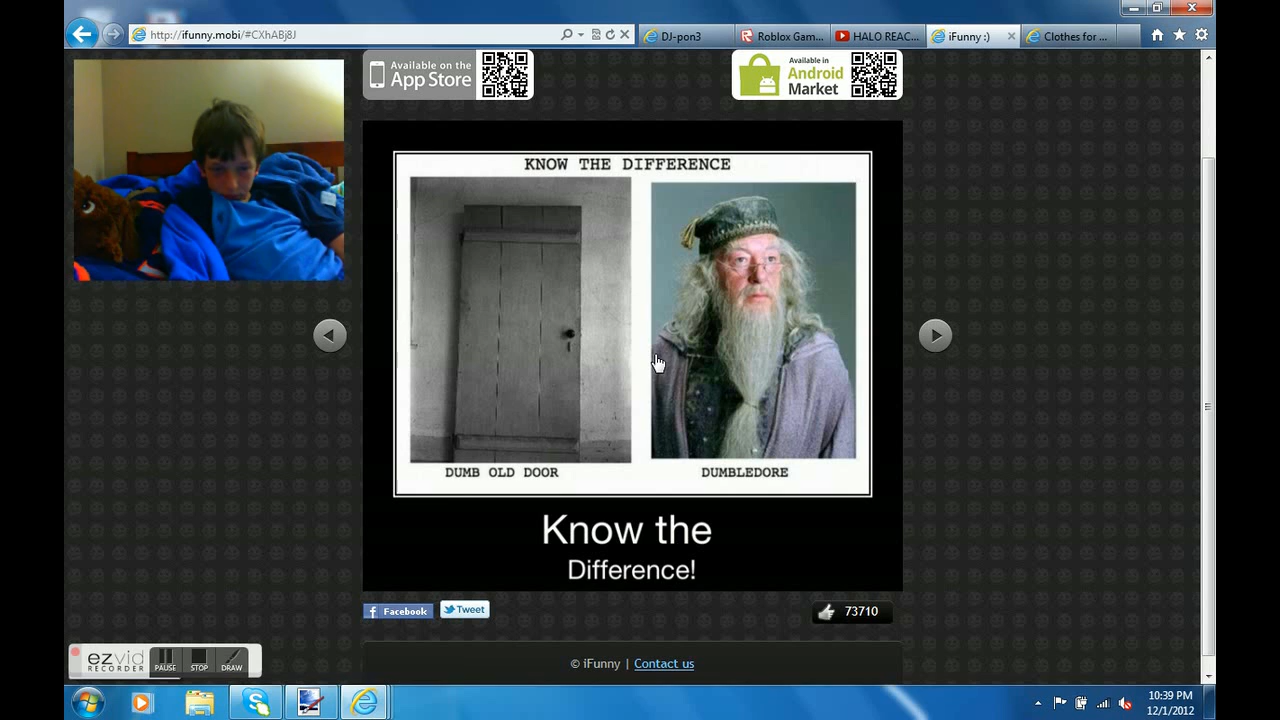 http://ifunny.mobi/#CXhABj8J
DJ-pon3
Roblox Gam...
HALO REAC...
iFunny :)
Clothes for ...
Available on the
App Store
Available in
Android
Market
KNOW THE DIFFERENCE
DUMB OLD DOOR
DUMBLEDORE
Know the
Difference!
Facebook
Tweet
73710
ezvid
RECORDER
PAUSE
STOP
DRAW
© iFunny | Contact us
10:39 PM
12/1/2012